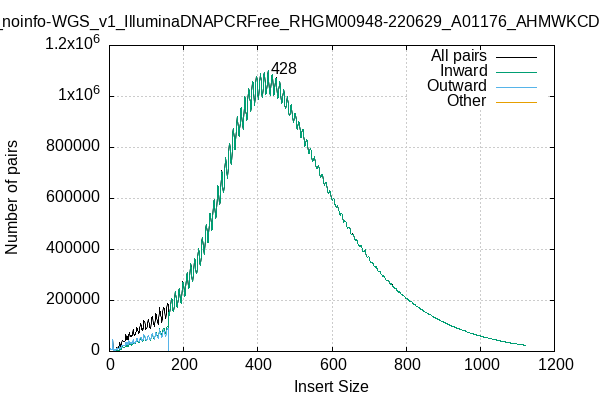 _noinfo-WGS_v1_IlluminaDNAPCRFree_RHGM00948-220629_A01176_AHMWKCD
1.2x10^6
1x10^6
800000
600000
400000
200000
0
Number of pairs
428
All pairs
Inward
Outward
Other
0 200 400 600 800 1000 1200
Insert Size